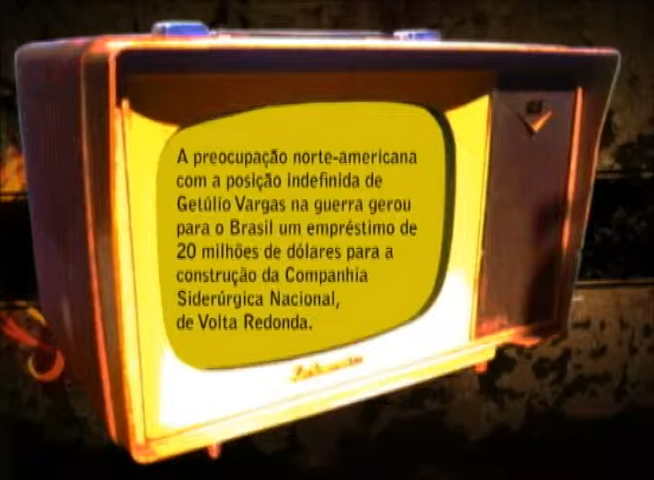 A preocupação norte-americana
com a posição indefinida de
Getúlio Vargas na guerra gerou
para o Brasil um empréstimo de
20 milhões de dólares para a
construção da Companhia
Siderúrgica Nacional,
de Volta Redonda.